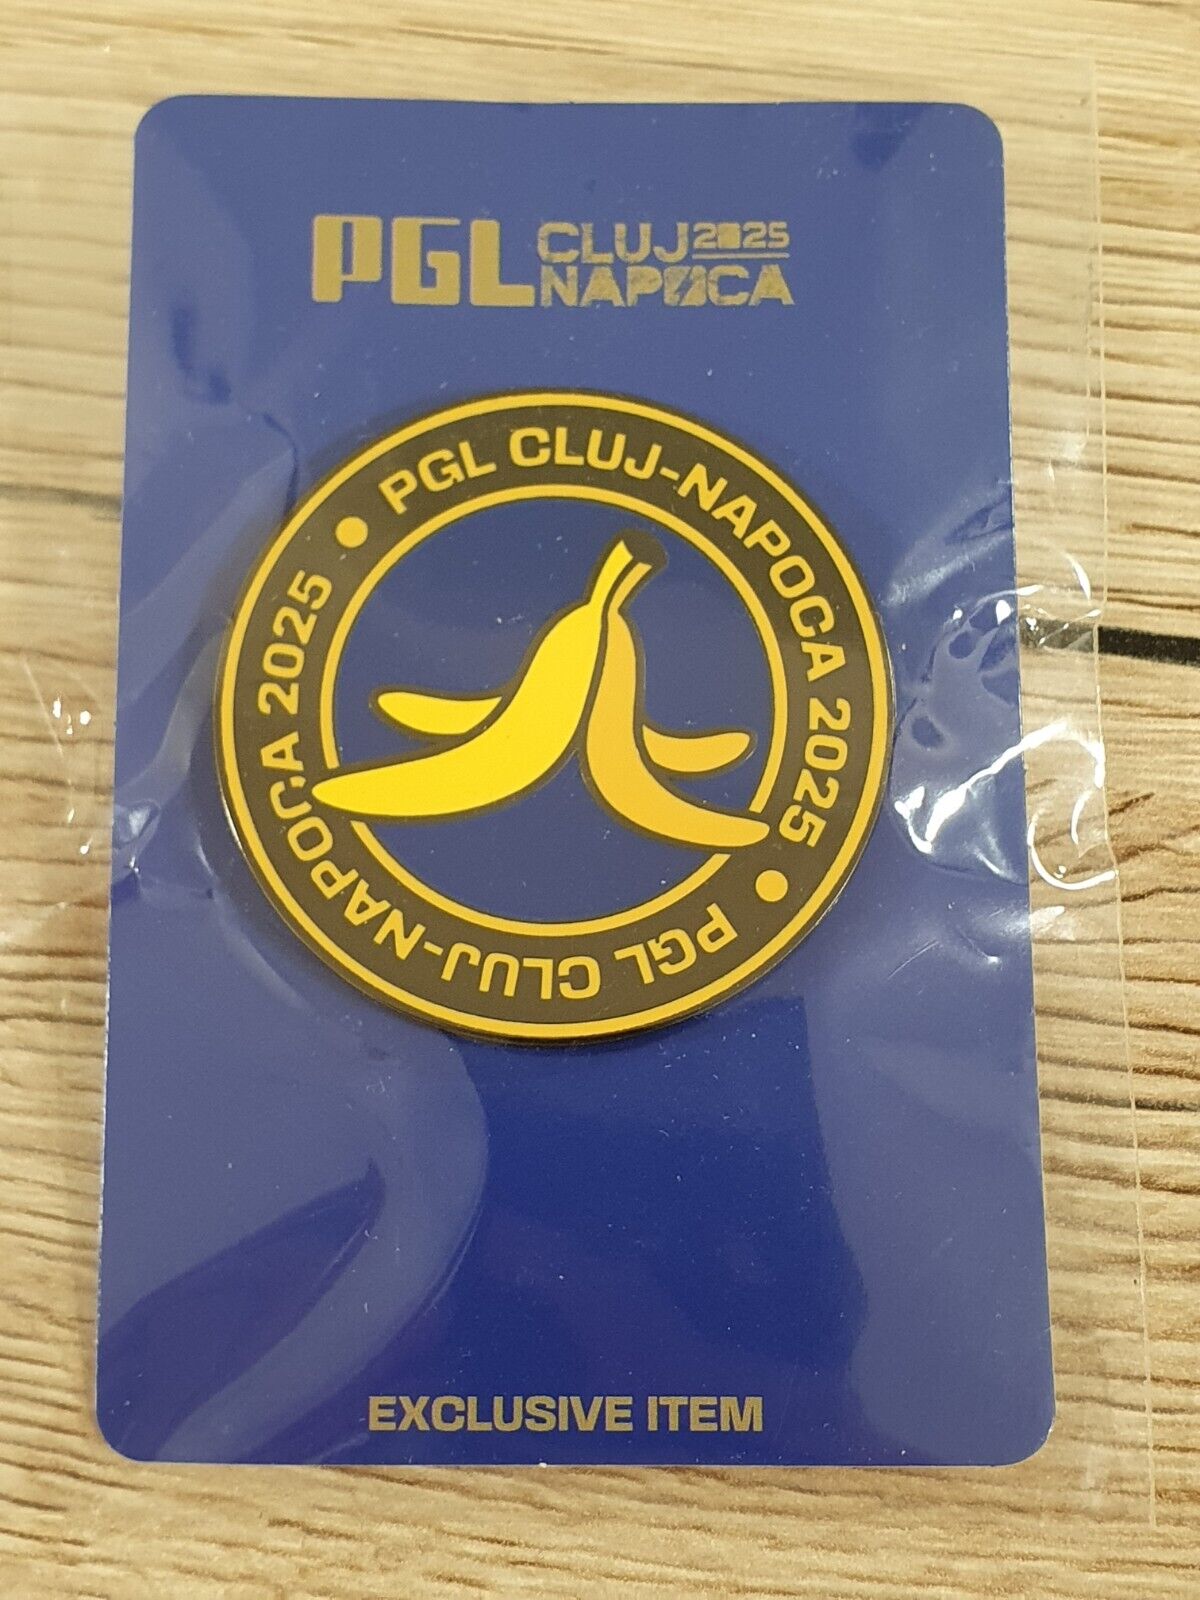 PGL CLUJ 2025
NAPOCA
PGL CLUJ-NAPOCA 2025 •
PGL CLUJ-NAPOCA 2025 •
EXCLUSIVE ITEM